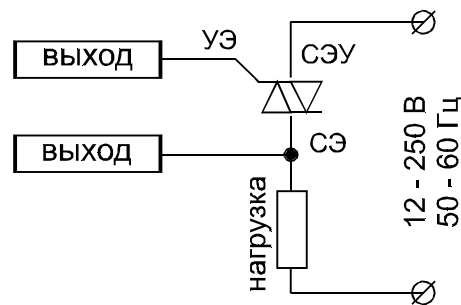 УЭ
СЭУ
ВЫХОД
ВЫХОД
СЭ
нагрузка
12 - 250 В
50 - 60 Гц